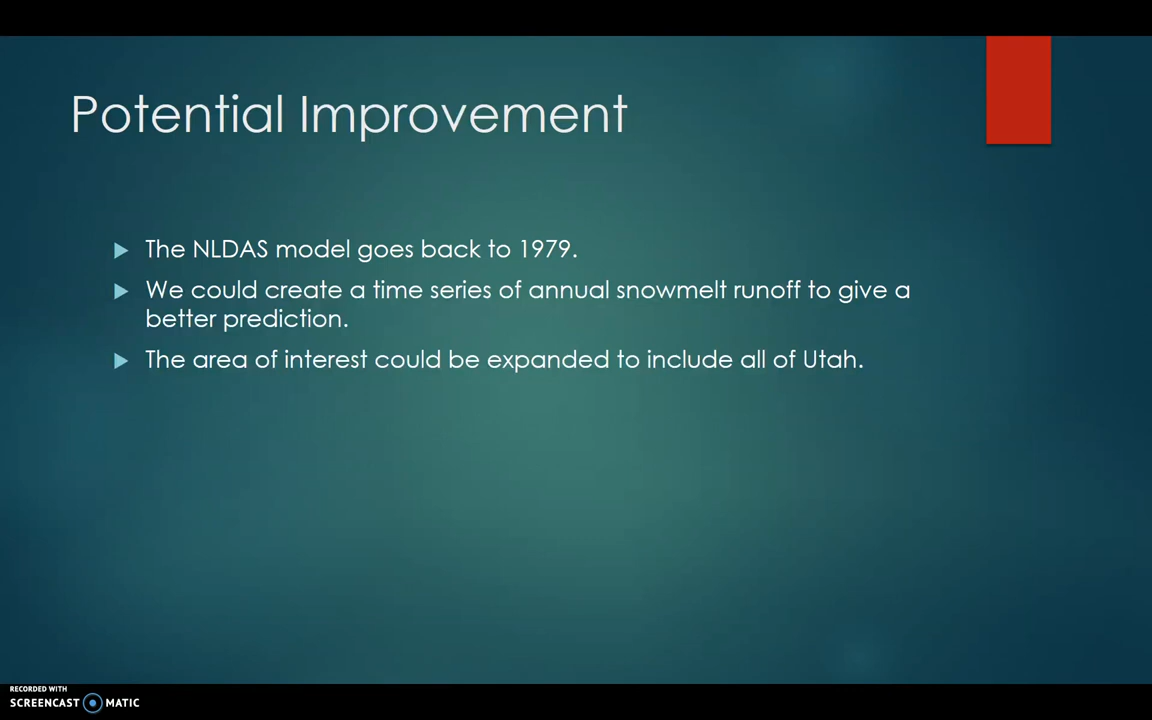 Potential Improvement
The NLDAS model goes back to 1979.
We could create a time series of annual snowmelt runoff to give a
better prediction.
The area of interest could be expanded to include all of Utah.
RECORDED WITH
SCREENCAST MATIC